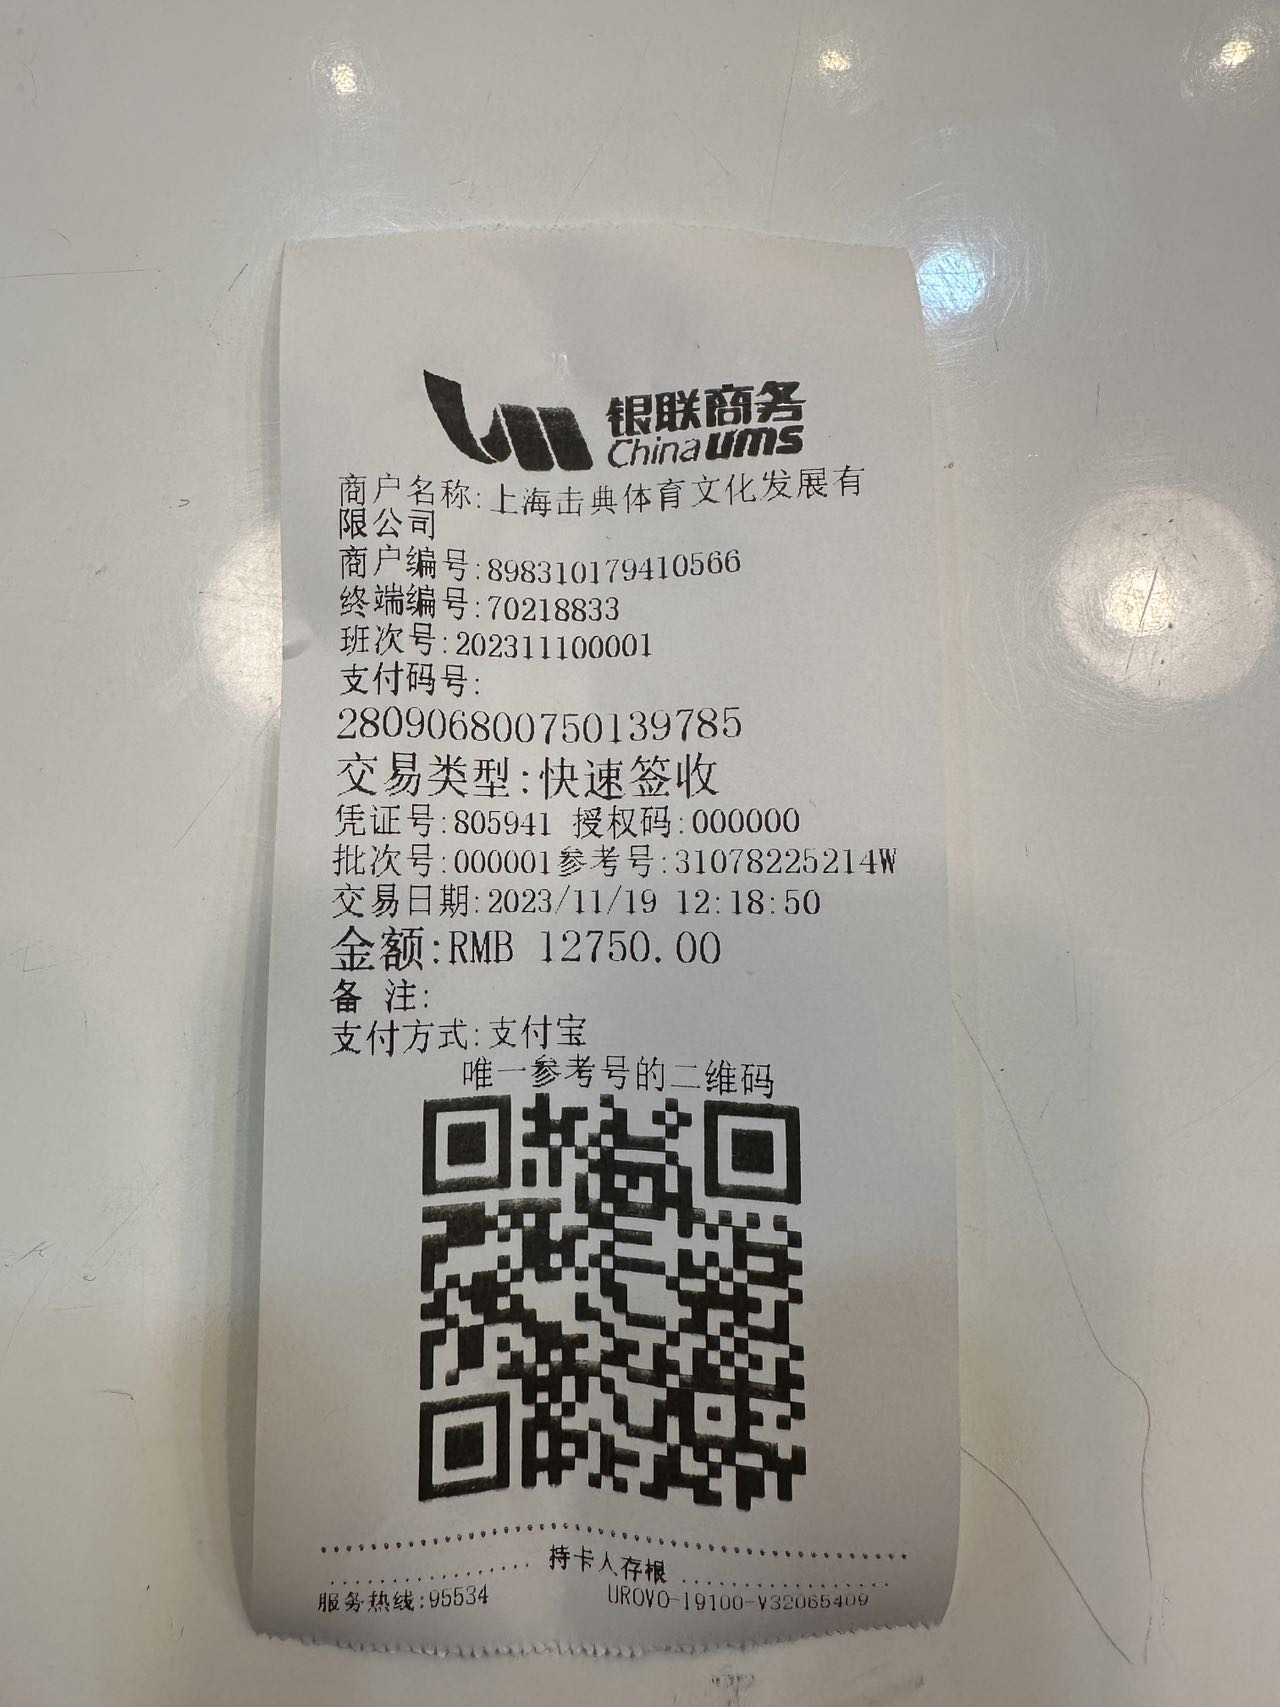 银联商务
Chinaums
商户名称:上海击典体育文化发展有
限公司
商户编号:898310179410566
终端编号:70218833
班次号:202311100001
支付码号:
280906800750139785
交易类型:快速签收
凭证号:805941 授权码:000000
批次号:000001参考号:31078225214W
交易日期:2023/11/19 12:18:50
金额:RMB 12750.00
备 注:
支付方式:支付宝
唯一参考号的二维码
持卡人存根
服务热线:95534 UROVO-I9100-V32065409